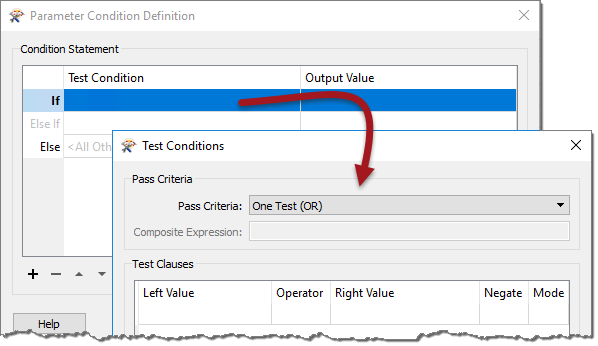 Parameter Condition Definition
Condition Statement
Test Condition Output Value
If
Else If
Else <All Oth
Test Conditions
Pass Criteria
Pass Criteria: One Test (OR)
Composite Expression:
Test Clauses
Left Value Operator Right Value Negate Mode
Help